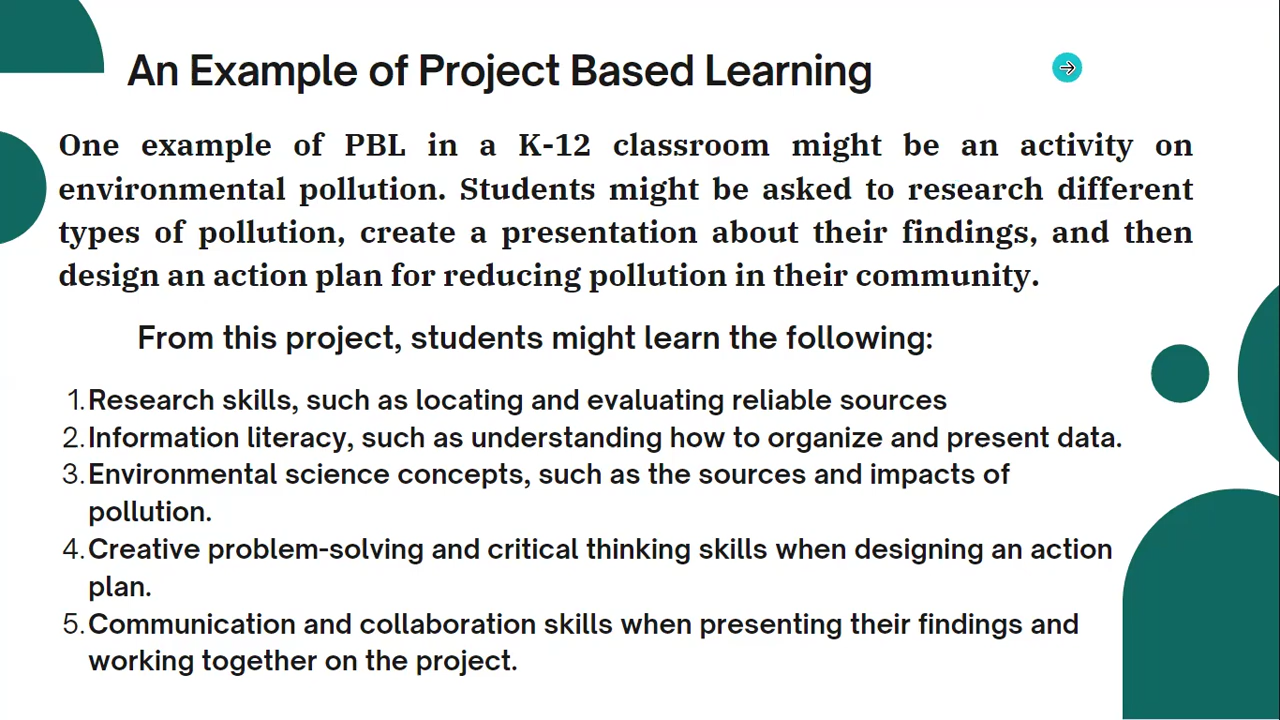 An Example of Project Based Learning
One example of PBL in a K-12 classroom might be an activity on
environmental pollution. Students might be asked to research different
types of pollution, create a presentation about their findings, and then
design an action plan for reducing pollution in their community.
From this project, students might learn the following:
1. Research skills, such as locating and evaluating reliable sources
2. Information literacy, such as understanding how to organize and present data.
3. Environmental science concepts, such as the sources and impacts of
pollution.
4. Creative problem-solving and critical thinking skills when designing an action
plan.
5. Communication and collaboration skills when presenting their findings and
working together on the project.